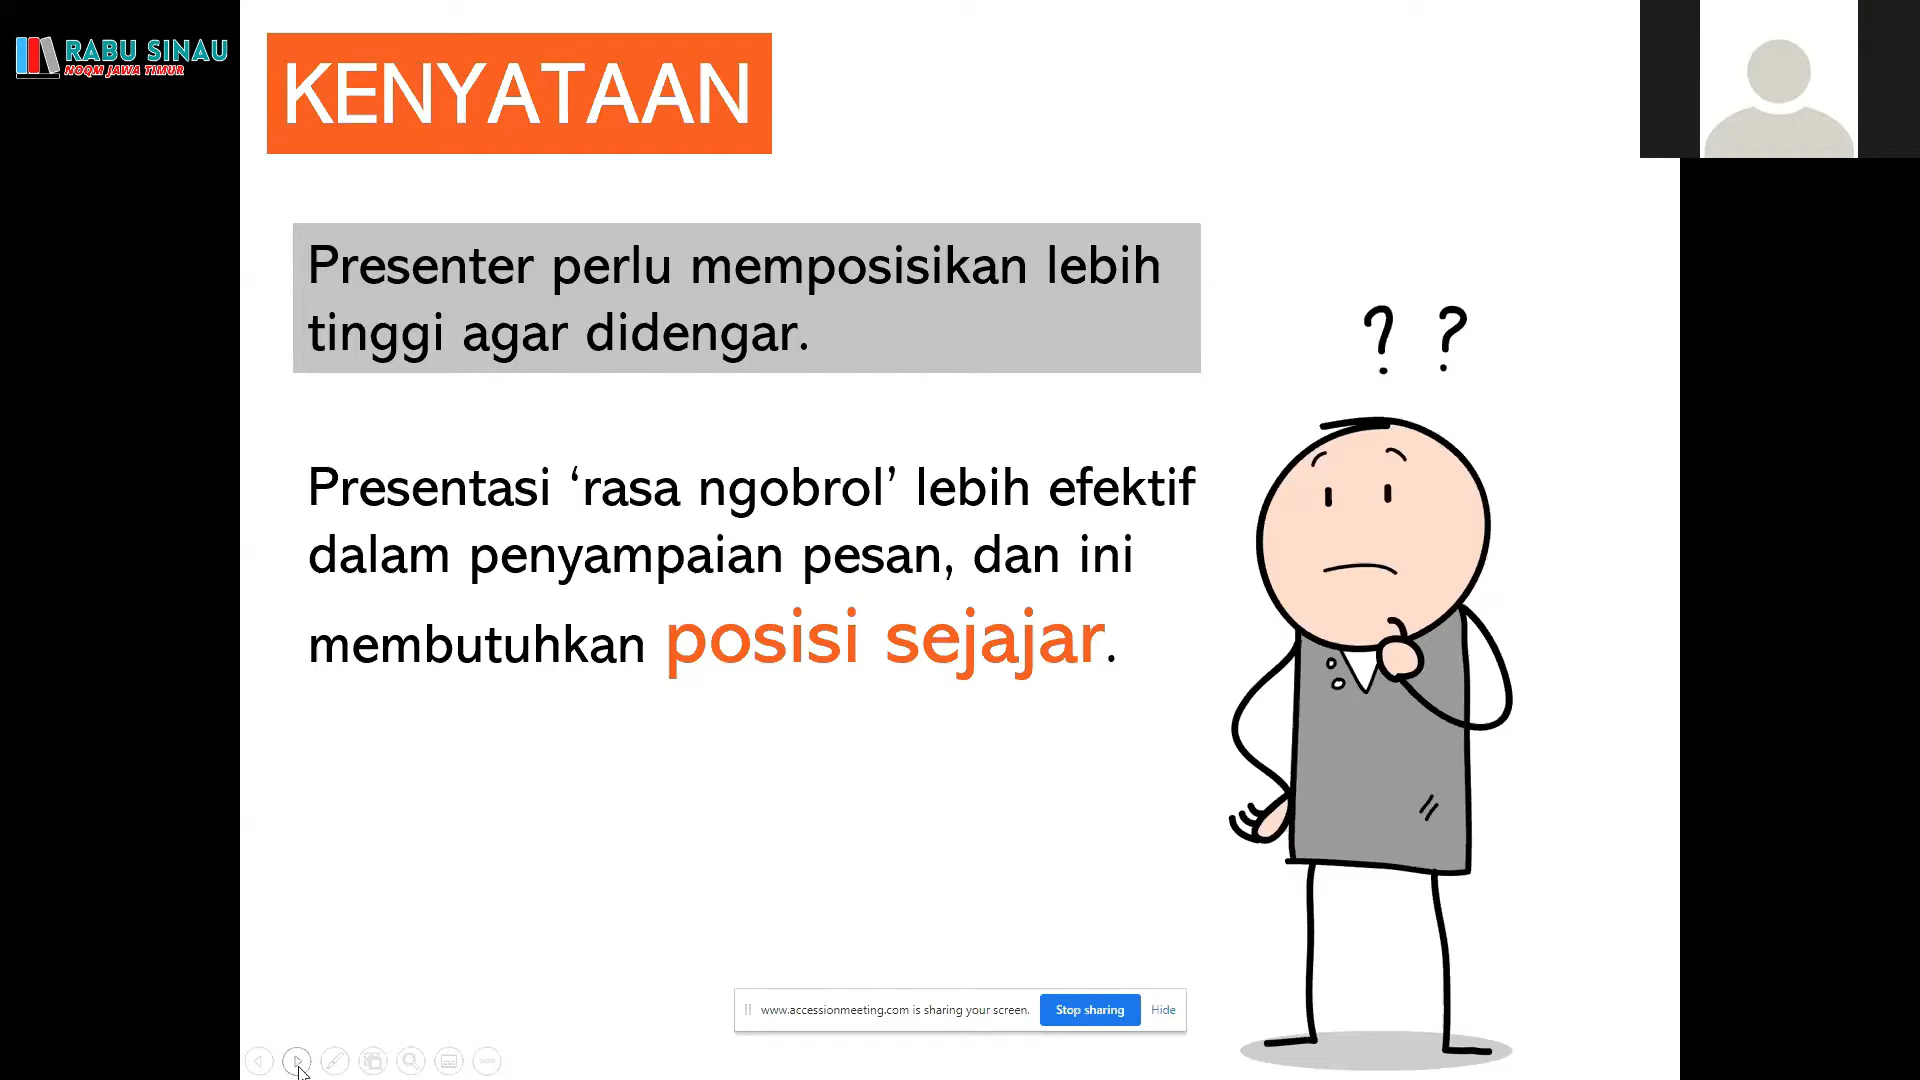 RABU SINAU
NOQM JAWA TIMUR
KENYATAAN
Presenter perlu memposisikan lebih
tinggi agar didengar.
? ?
Presentasi ‘rasa ngobrol’ lebih efektif
dalam penyampaian pesan, dan ini
membutuhkan posisi sejajar.
www.accessionmeeting.com is sharing your screen. Stop sharing Hide